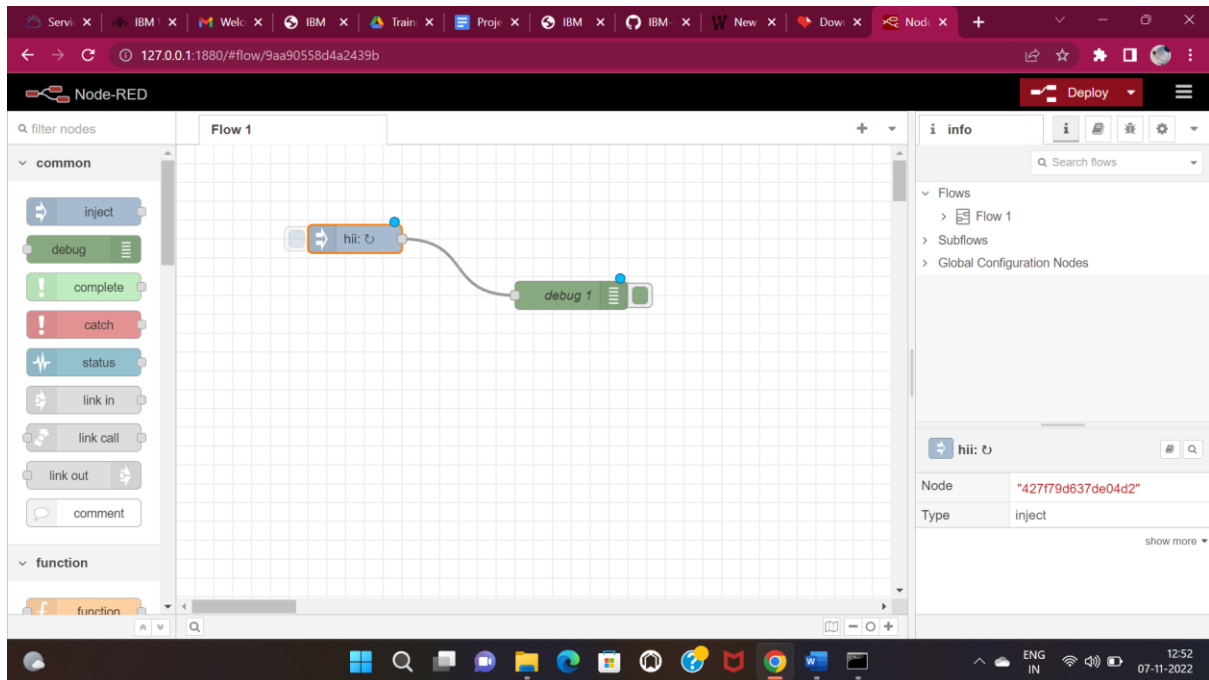 Servi IBM \ Welc IBM Traini Proje IBM IBM- New Dow Node
127.0.0.1:1880/#flow/9aa90558d4a2439b
Node-RED Deploy
filter nodes Flow 1 i info
common Search flows
inject
debug
complete
catch
status
link in
link call
link out
comment
function
function
hii: ↻
debug 1
Flows
Flow 1
Subflows
Global Configuration Nodes
hii: ↻
Node "427f79d637de04d2"
Type inject
show more
ENG 12:52
IN 07-11-2022